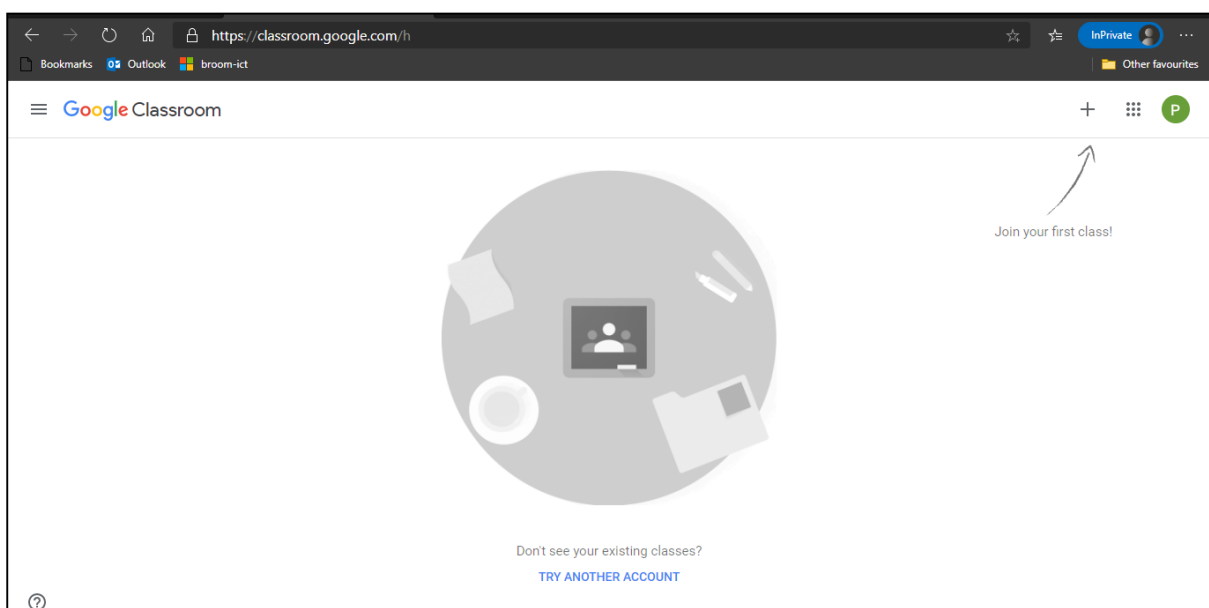 https://classroom.google.com/h
InPrivate
Bookmarks Outlook broom-ict Other favourites
Google Classroom
P
Join your first class!
Don't see your existing classes?
TRY ANOTHER ACCOUNT